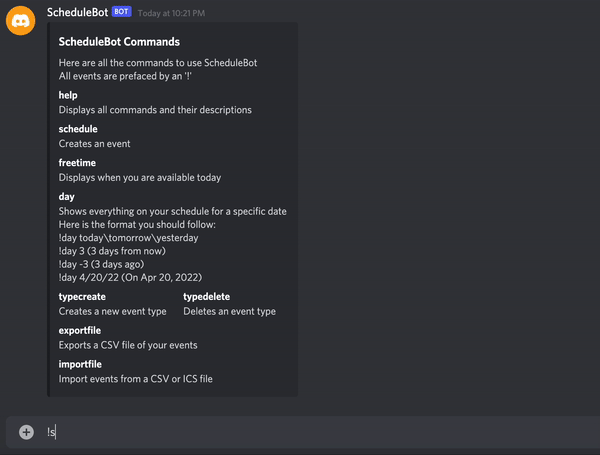 ScheduleBot BOT Today at 10:21 PM
ScheduleBot Commands
Here are all the commands to use ScheduleBot
All events are prefaced by an '!'
help
Displays all commands and their descriptions
schedule
Creates an event
freetime
Displays when you are available today
day
Shows everything on your schedule for a specific date
Here is the format you should follow:
!day today\tomorrow\yesterday
!day 3 (3 days from now)
!day -3 (3 days ago)
!day 4/20/22 (On Apr 20, 2022)
typecreate typedelete
Creates a new event type Deletes an event type
exportfile
Exports a CSV file of your events
importfile
Import events from a CSV or ICS file
!s